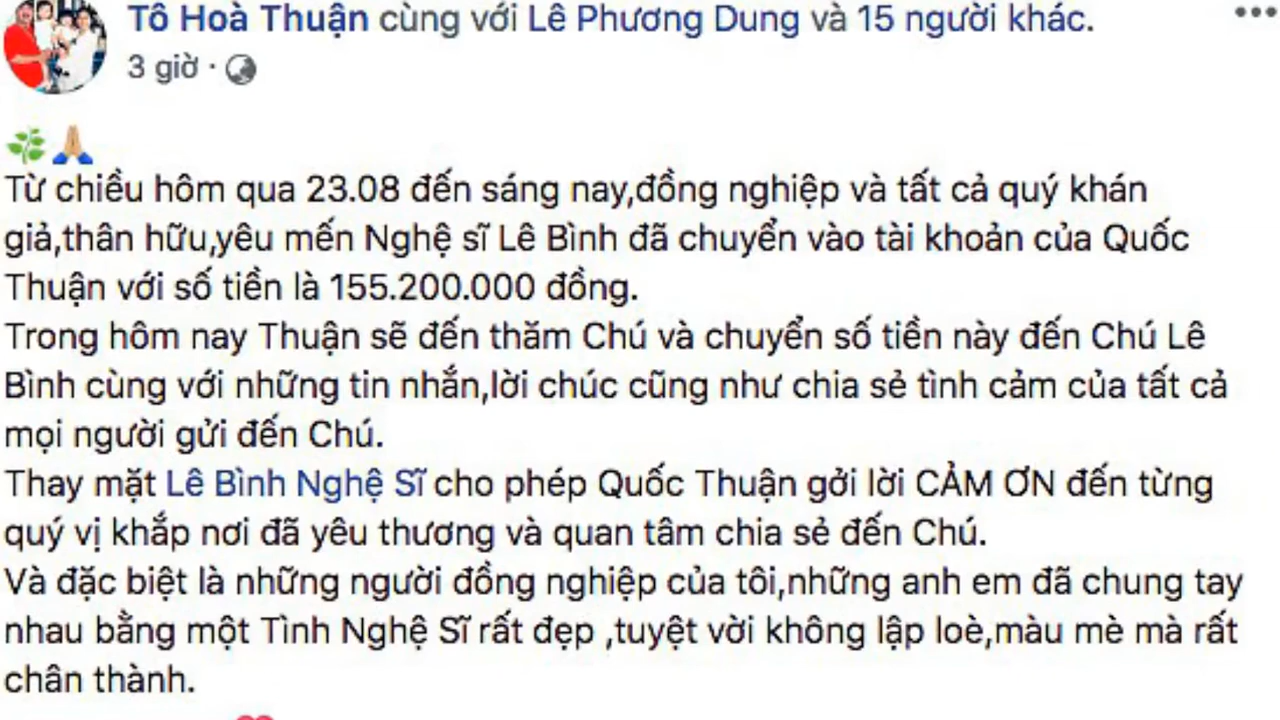 Tô Hoà Thuận cùng với Lê Phương Dung và 15 người khác.
3 giờ ·
Từ chiều hôm qua 23.08 đến sáng nay,đồng nghiệp và tất cả quý khán
giả,thân hữu,yêu mến Nghệ sĩ Lê Bình đã chuyển vào tài khoản của Quốc
Thuận với số tiền là 155.200.000 đồng.
Trong hôm nay Thuận sẽ đến thăm Chú và chuyển số tiền này đến Chú Lê
Bình cùng với những tin nhắn,lời chúc cũng như chia sẻ tình cảm của tất cả
mọi người gửi đến Chú.
Thay mặt Lê Bình Nghệ Sĩ cho phép Quốc Thuận gởi lời CẢM ƠN đến từng
quý vị khắp nơi đã yêu thương và quan tâm chia sẻ đến Chú.
Và đặc biệt là những người đồng nghiệp của tôi,những anh em đã chung tay
nhau bằng một Tình Nghệ Sĩ rất đẹp ,tuyệt vời không lập loè,màu mè mà rất
chân thành.